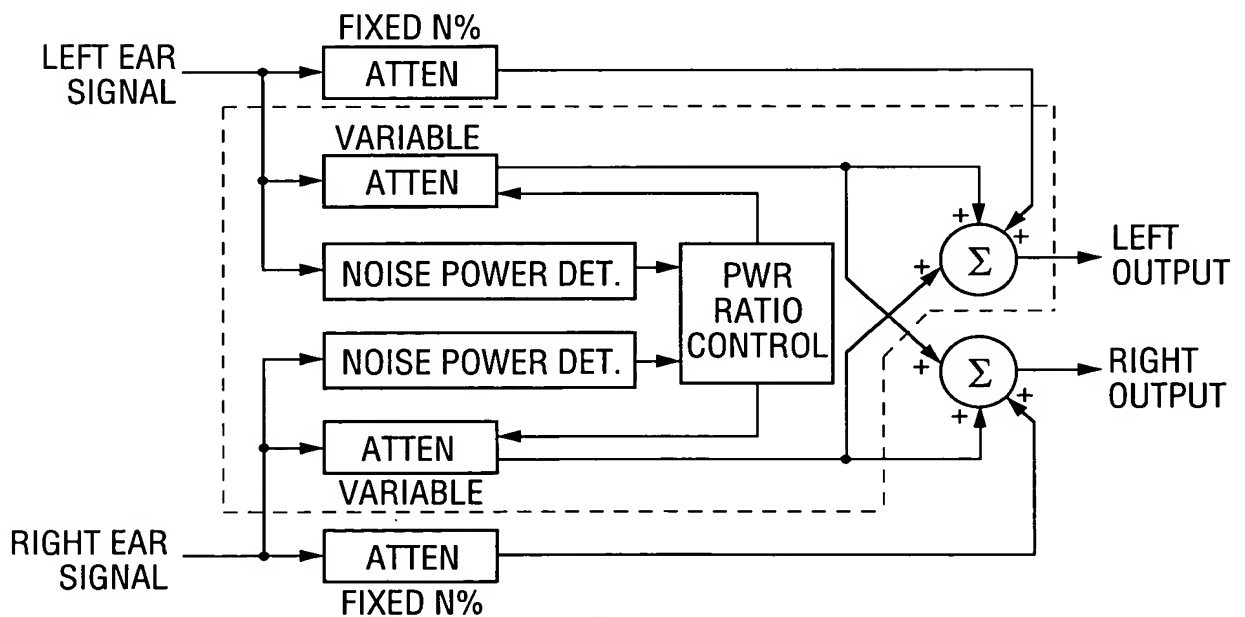 FIXED N%
LEFT EAR
SIGNAL
ATTEN
VARIABLE
ATTEN
NOISE POWER DET.
PWR
RATIO
CONTROL
NOISE POWER DET.
ATTEN
VARIABLE
RIGHT EAR
SIGNAL
ATTEN
FIXED N%
+
+
+
Σ
LEFT
OUTPUT
+
+
+
Σ
RIGHT
OUTPUT